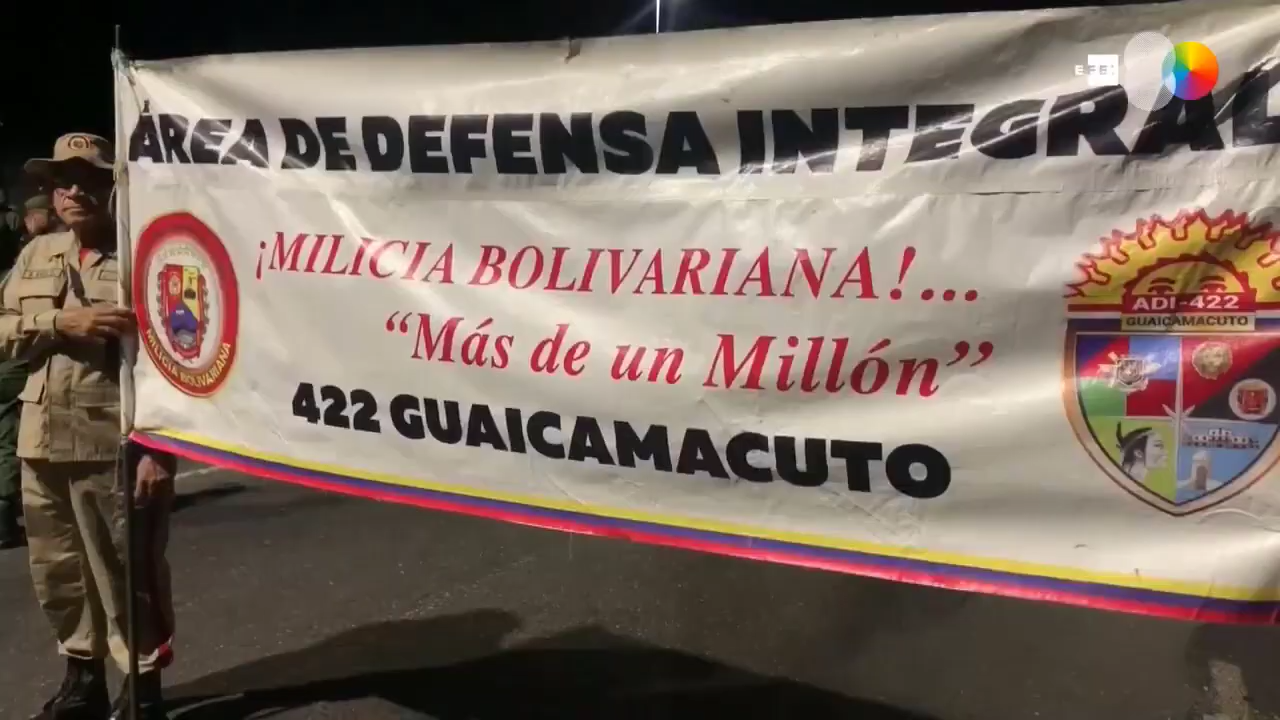 EFE:
ÁREA DE DEFENSA INTEGRAL
¡MILICIA BOLIVARIANA!...
“Más de un Millón”
422 GUAICAMACUTO
MILICIA BOLIVARIANA
ADI-422
GUAICAMACUTO